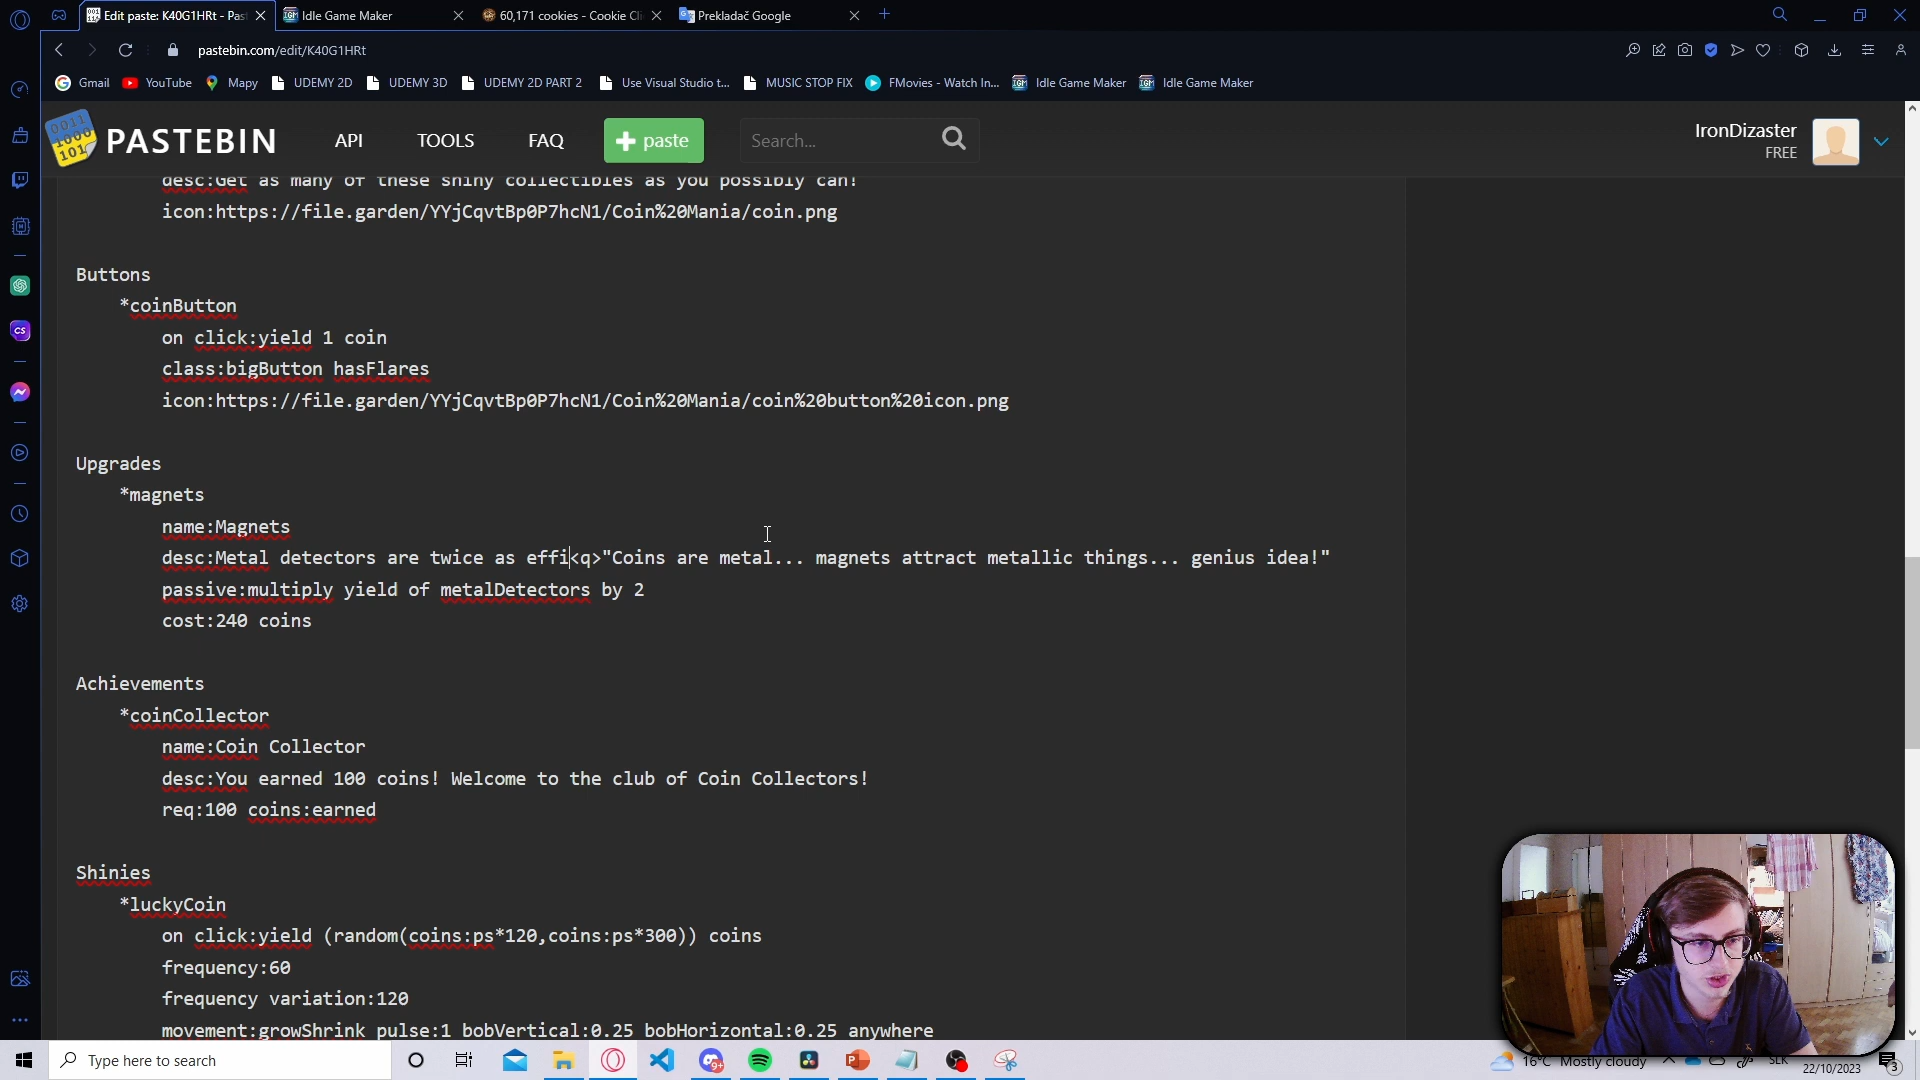 Edit paste: K40G1HRt - Pas
Idle Game Maker
60,171 cookies - Cookie Cli
Prekladač Google
pastebin.com/edit/K40G1HRt
Gmail
YouTube
Mapy
UDEMY 2D
UDEMY 3D
UDEMY 2D PART 2
Use Visual Studio t...
MUSIC STOP FIX
FMovies - Watch In...
Idle Game Maker
Idle Game Maker
PASTEBIN
API
TOOLS
FAQ
paste
Search...
IronDizaster
FREE
desc:Get as many of these shiny collectibles as you possibly can!
icon:https://file.garden/YYjCqvtBp0P7hcN1/Coin%20Mania/coin.png
Buttons
*coinButton
on click:yield 1 coin
class:bigButton hasFlares
icon:https://file.garden/YYjCqvtBp0P7hcN1/Coin%20Mania/coin%20button%20icon.png
Upgrades
*magnets
name:Magnets
desc:Metal detectors are twice as effi<q>"Coins are metal... magnets attract metallic things... genius idea!"
passive:multiply yield of metalDetectors by 2
cost:240 coins
Achievements
*coinCollector
name:Coin Collector
desc:You earned 100 coins! Welcome to the club of Coin Collectors!
req:100 coins:earned
Shinies
*luckyCoin
on click:yield (random(coins:ps*120,coins:ps*300)) coins
frequency:60
frequency variation:120
movement:growShrink pulse:1 bobVertical:0.25 bobHorizontal:0.25 anywhere
Type here to search
16°C Mostly cloudy
SLK
22/10/2023
3